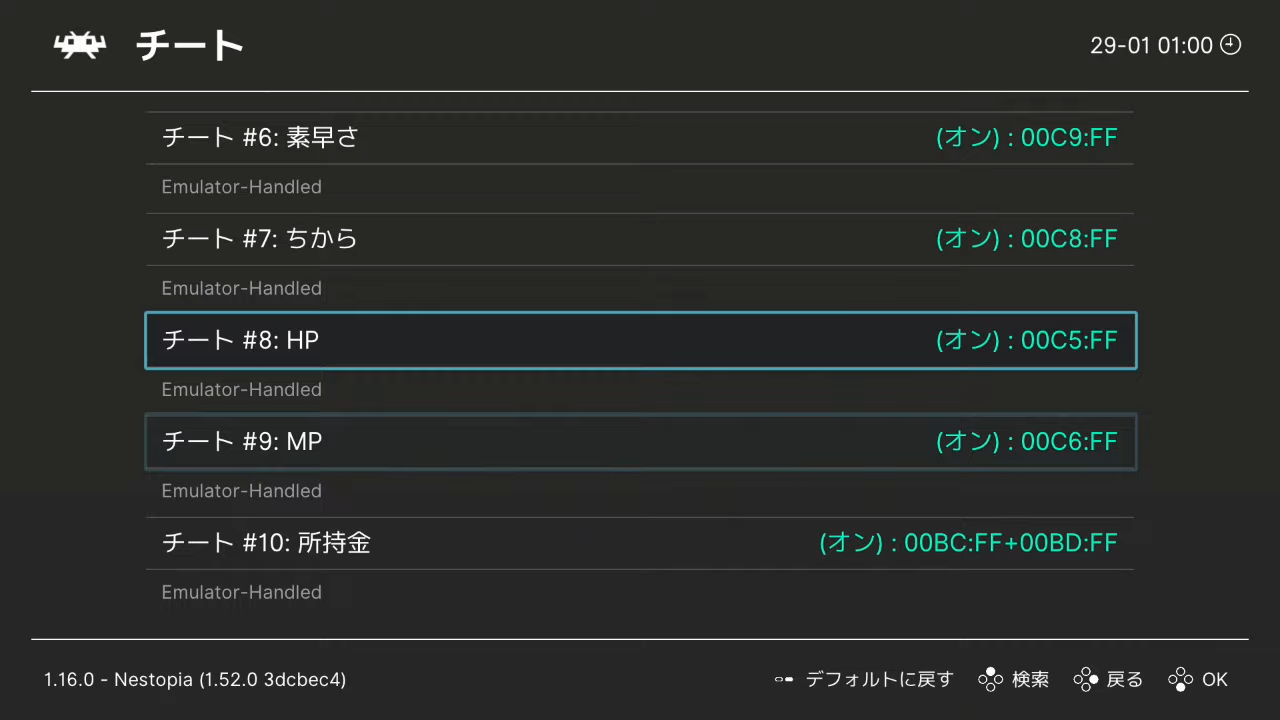 チート
29-01 01:00
チート #6: 素早さ (オン) : 00C9:FF
Emulator-Handled
チート #7: ちから (オン) : 00C8:FF
Emulator-Handled
チート #8: HP (オン) : 00C5:FF
Emulator-Handled
チート #9: MP (オン) : 00C6:FF
Emulator-Handled
チート #10: 所持金 (オン) : 00BC:FF+00BD:FF
Emulator-Handled
1.16.0 - Nestopia (1.52.0 3dcbec4)
デフォルトに戻す 検索 戻る OK